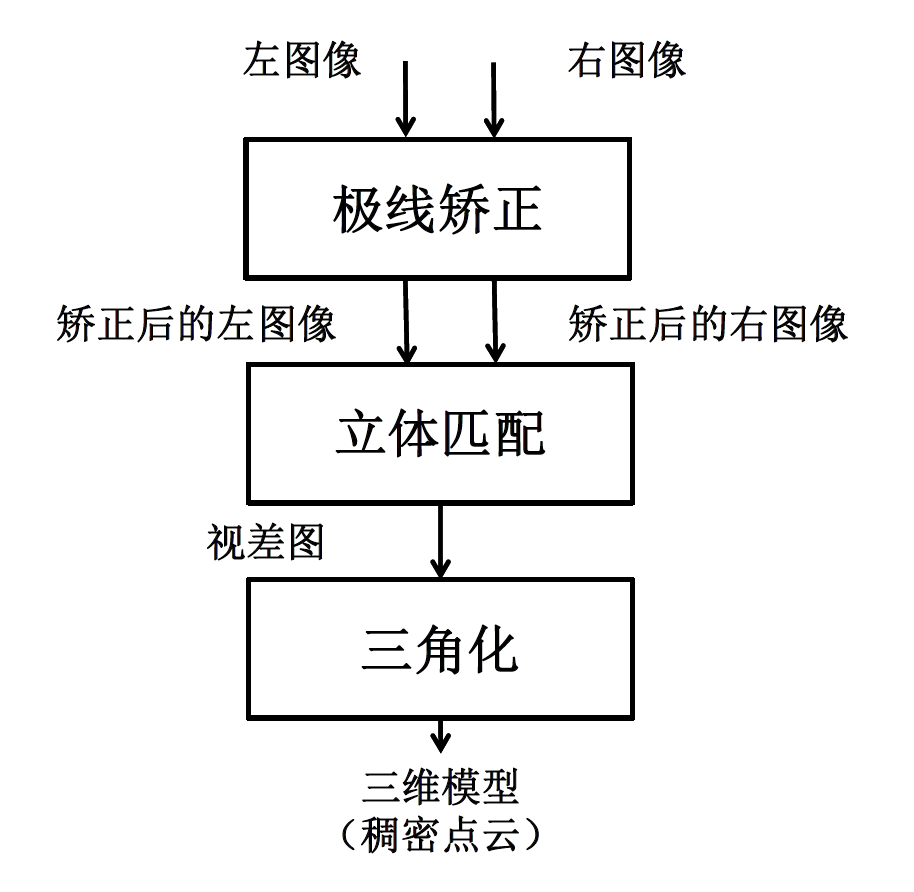 左图像
右图像
极线矫正
矫正后的左图像
矫正后的右图像
立体匹配
视差图
三角化
三维模型
（稠密点云）